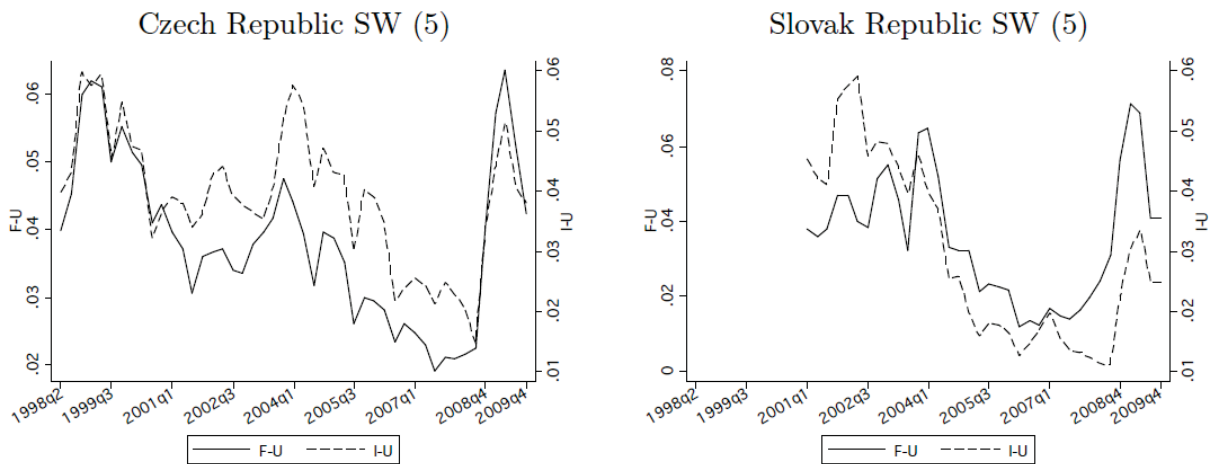 Czech Republic SW (5)
.06
.05
.04
.03
.02
F-U
.06
.05
.04
.03
.02
.01
I-U
1998q2
1999q3
2001q1
2002q3
2004q1
2005q3
2007q1
2008q4
2009q4
F-U
I-U
Slovak Republic SW (5)
.08
.06
.04
.02
0
F-U
.06
.05
.04
.03
.02
.01
I-U
1998q2
1999q3
2001q1
2002q3
2004q1
2005q3
2007q1
2008q4
2009q4
F-U
I-U